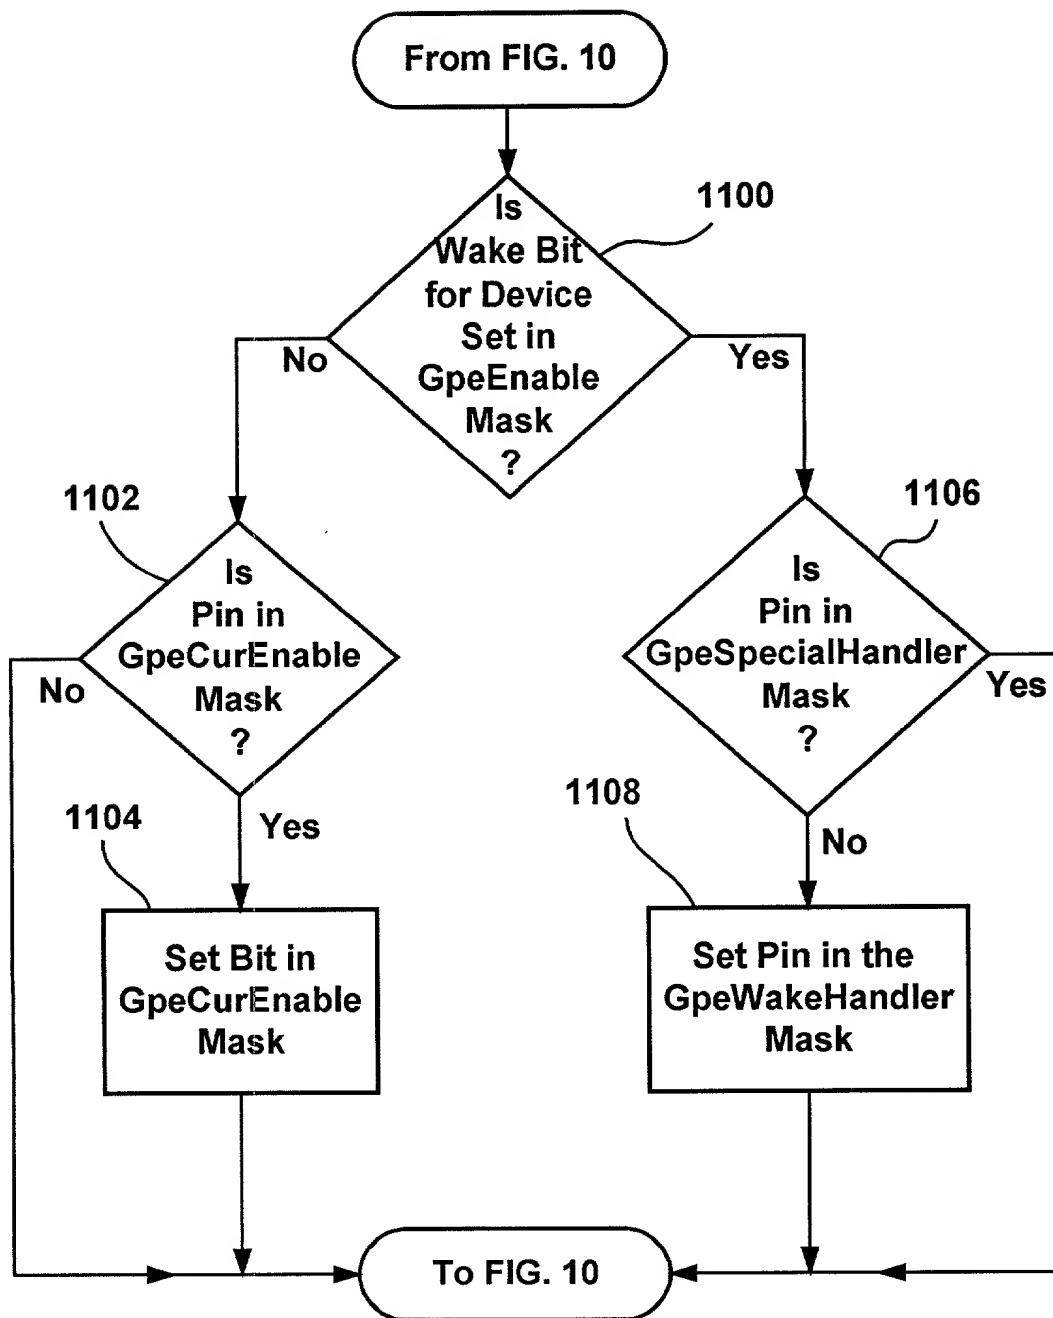 From FIG. 10
1100
Is
Wake Bit
for Device
Set in
GpeEnable
Mask
?
No
Yes
1102
Is
Pin in
GpeCurEnable
Mask
?
No
Yes
1106
Is
Pin in
GpeSpecialHandler
Mask
?
Yes
No
1104
Set Bit in
GpeCurEnable
Mask
1108
Set Pin in the
GpeWakeHandler
Mask
To FIG. 10